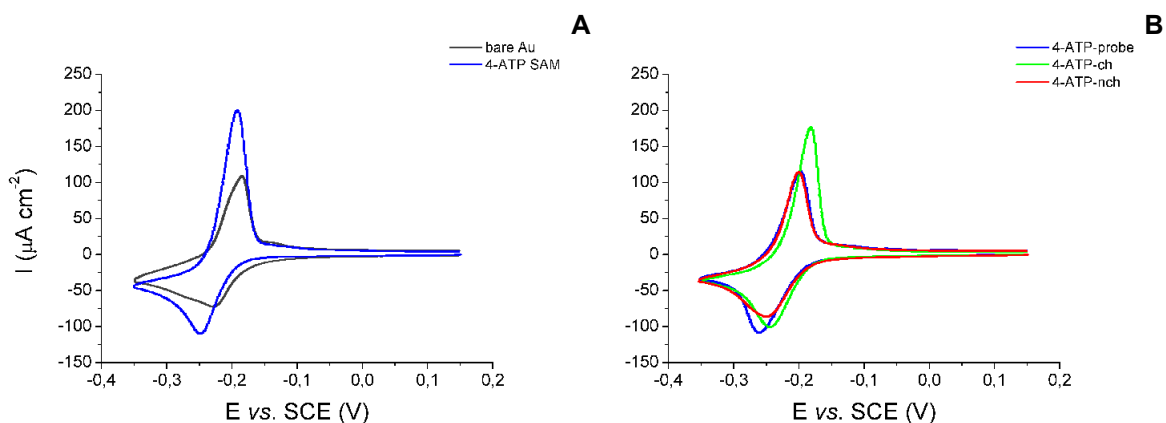 A
bare Au
4-ATP SAM
250
200
150
100
50
0
-50
-100
-150
-0,4 -0,3 -0,2 -0,1 0,0 0,1 0,2
I (µA cm-2)
E vs. SCE (V)
B
4-ATP-probe
4-ATP-ch
4-ATP-nch
250
200
150
100
50
0
-50
-100
-150
-0,4 -0,3 -0,2 -0,1 0,0 0,1 0,2
E vs. SCE (V)